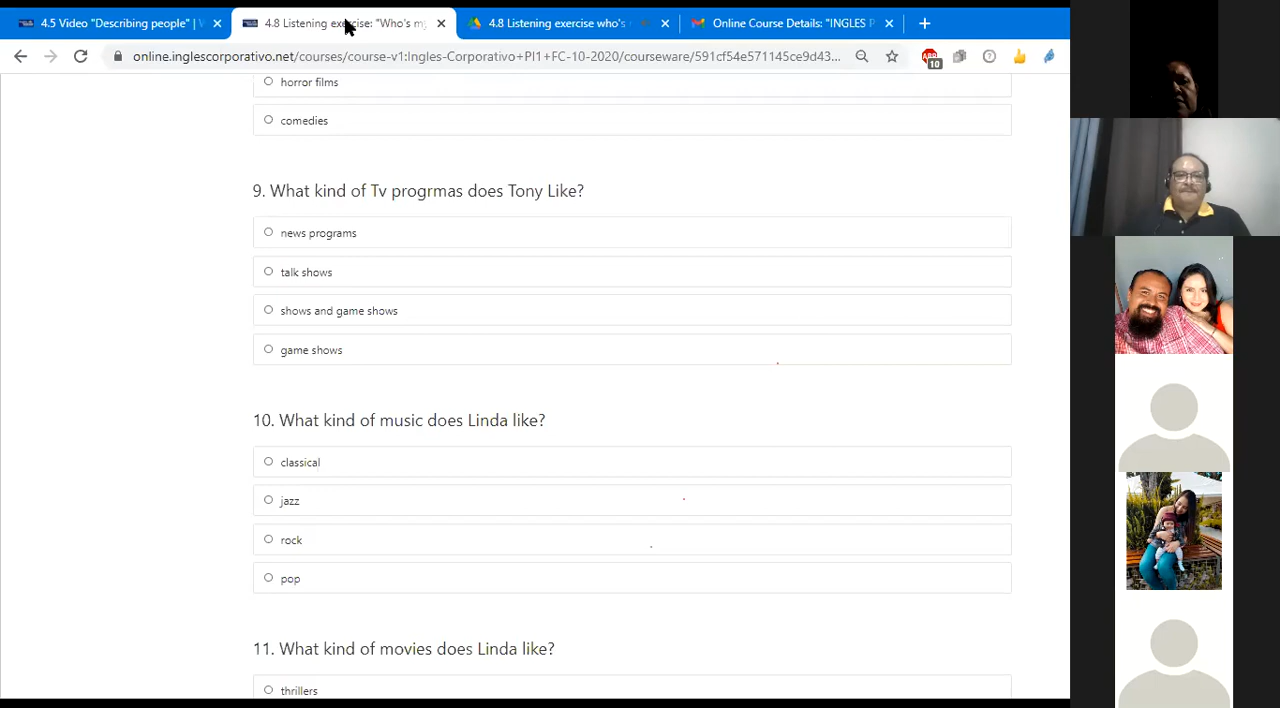 4.5 Video "Describing people" | V
4.8 Listening exercise: "Who's my
4.8 Listening exercise who's
Online Course Details: "INGLES P
online.inglescorporativo.net/courses/course-v1:Ingles-Corporativo+PI1+FC-10-2020/courseware/591cf54e571145ce9d43...
10
horror films
comedies
9. What kind of Tv progrmas does Tony Like?
news programs
talk shows
shows and game shows
game shows
10. What kind of music does Linda like?
classical
jazz
rock
pop
11. What kind of movies does Linda like?
thrillers